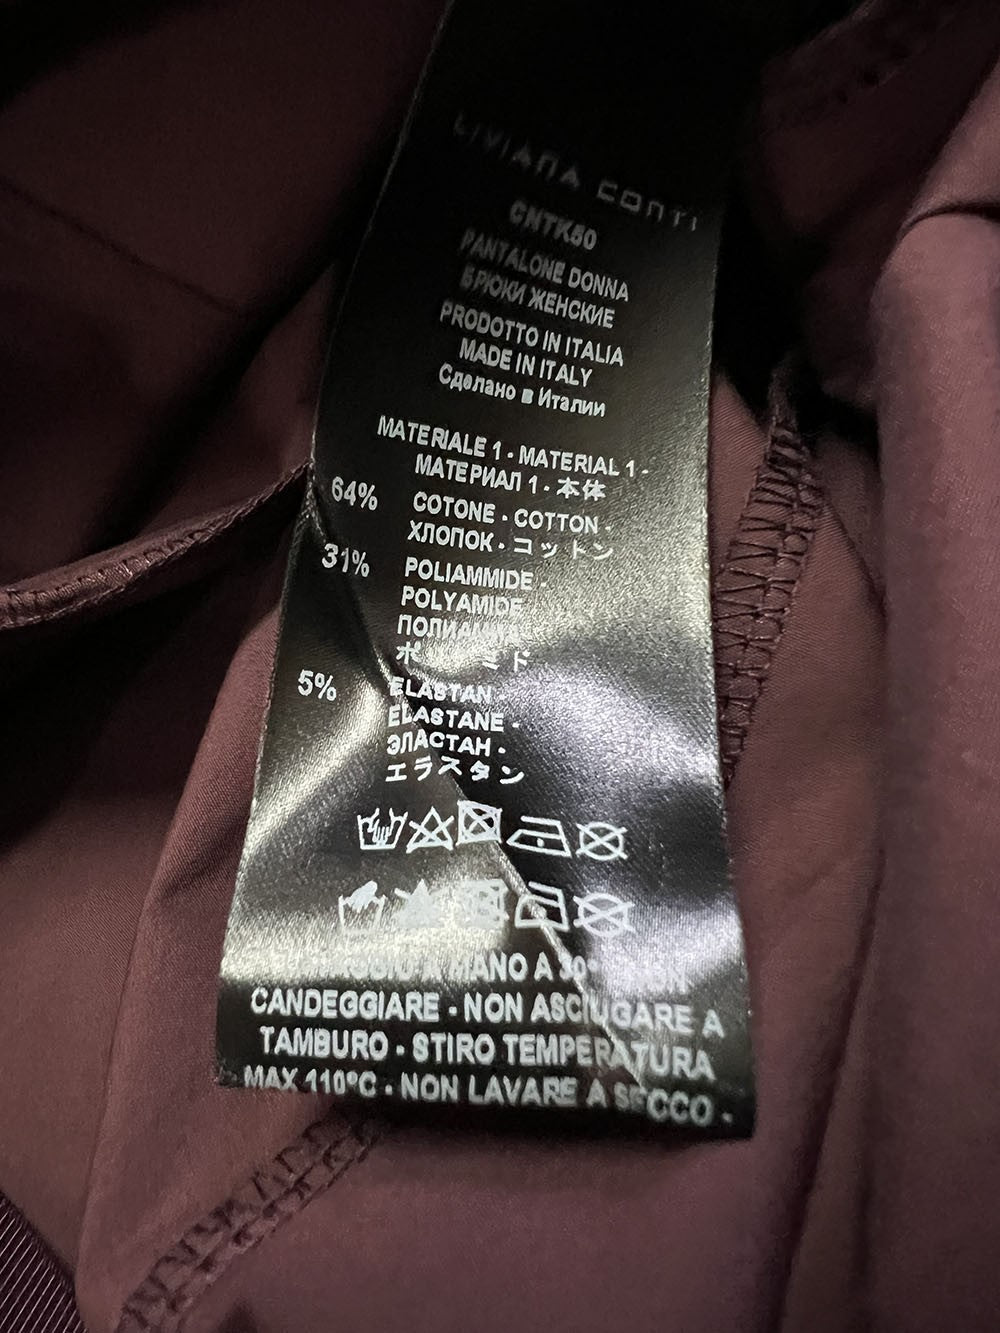 LIVIANA CONTI
CNTK50
PANTALONE DONNA
БРЮКИ ЖЕНСКИЕ
PRODOTTO IN ITALIA
MADE IN ITALY
Сделано в Италии
MATERIALE 1 - MATERIAL 1 -
МАТЕРИАЛ 1 - 本体
64% COTONE - COTTON -
ХЛОПОК - コットン
31% POLIAMMIDE -
POLYAMIDE
5% ELASTAN -
ELASTANE -
ЭЛАСТАН -
エラスタン
A MANO A 30°
CANDEGGIARE - NON ASCIUGARE A
TAMBURO - STIRO TEMPERATURA
MAX 110°C - NON LAVARE A SECCO -